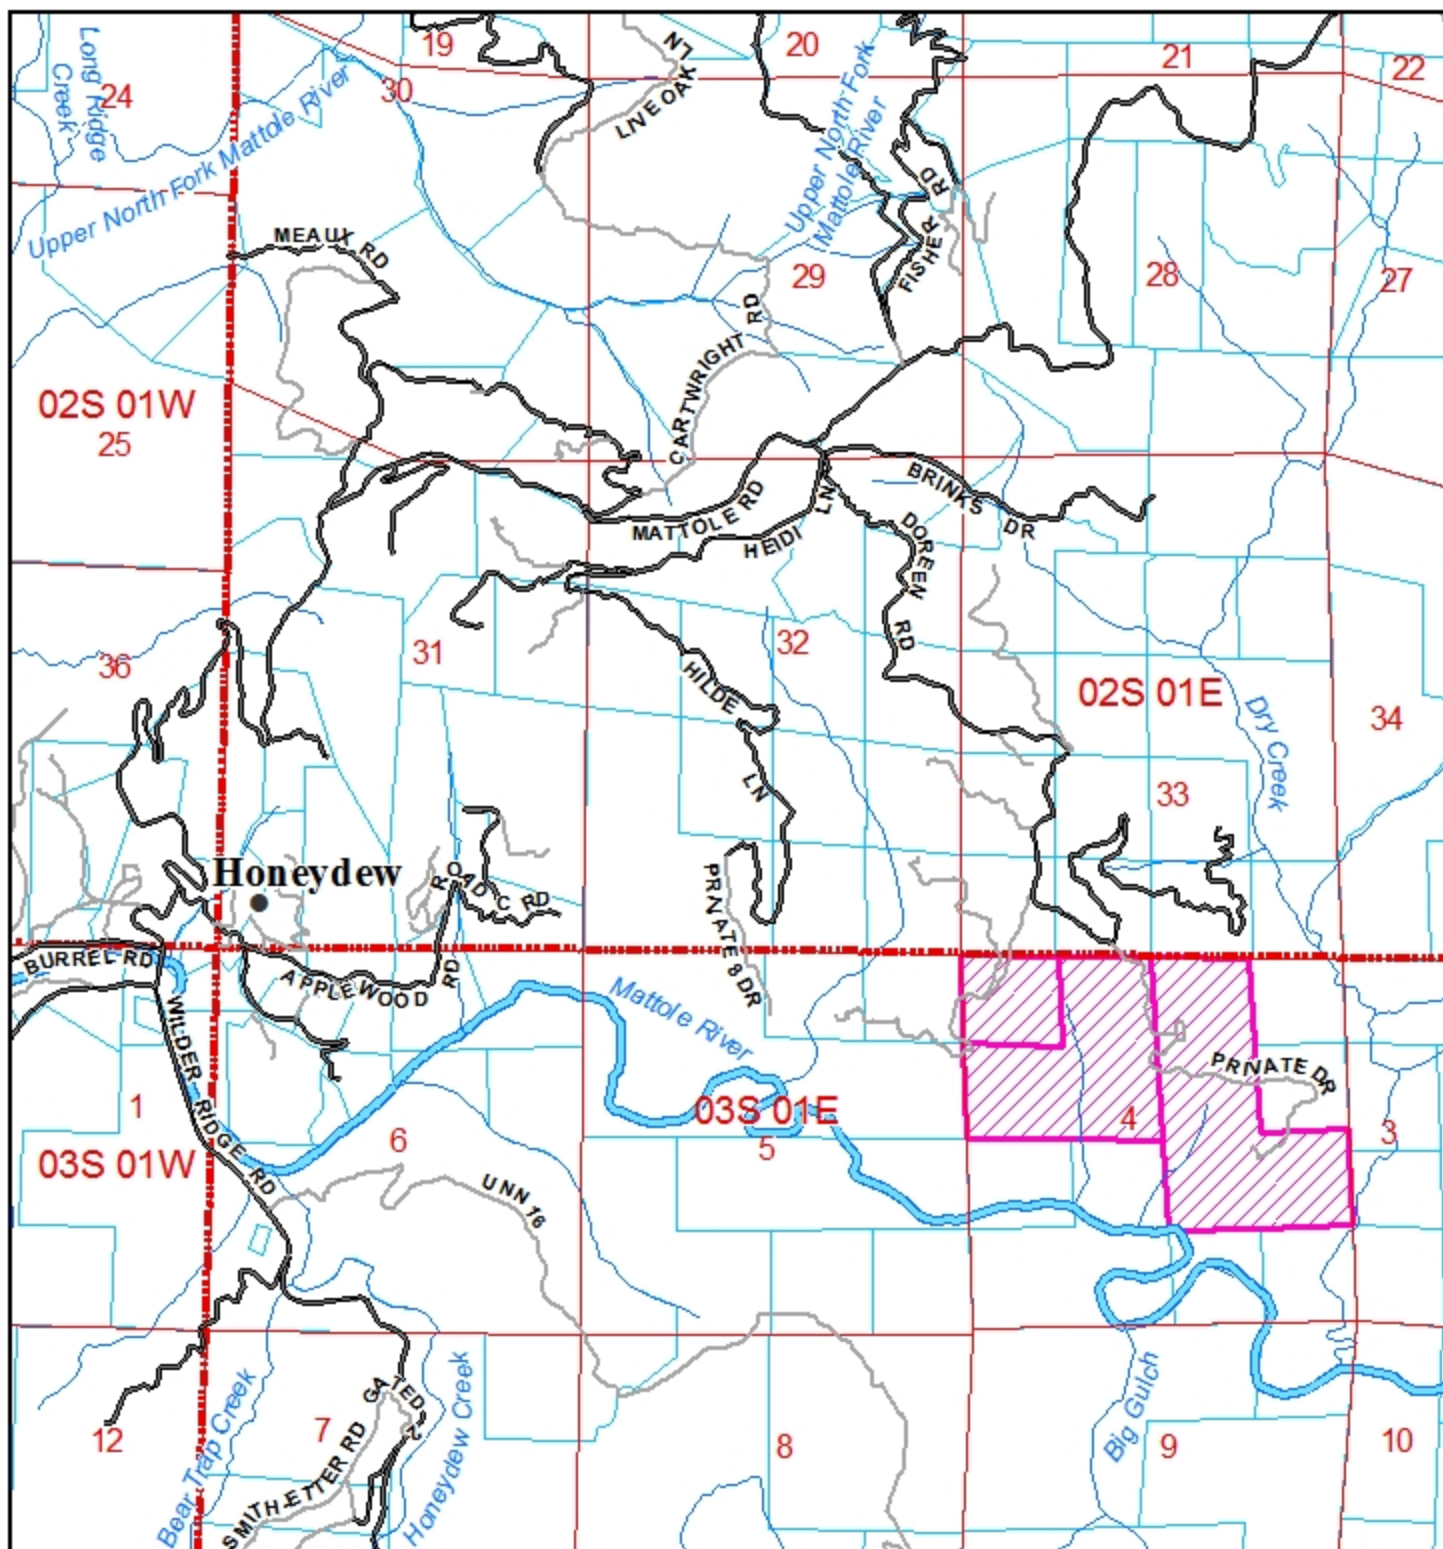 19
20
21
22
24
Long Ridge
Creek
30
LIVE OAK LN
Upper North Fork Mattole River
Upper North Fork
Mattole River
FISHER RD
MEAUX RD
29
28
27
CARTWRIGHT RD
02S 01W
25
MATTOLE RD
HEIDI LN
BRINKS DR
DOREEN RD
36
31
32
HILDE LN
02S 01E
34
Dry Creek
33
Honeydew
ROAD C RD
PRIVATE 8 DR
BURREL RD
APPLEWOOD RD
Mattole River
WILDER RIDGE RD
PRIVATE DR
1
03S 01E
4
3
6
5
03S 01W
UNN 16
GATED 2
Bear Trap Creek
Honeydew Creek
Big Gulch
12
7
8
9
10
SMITH-ETTER RD